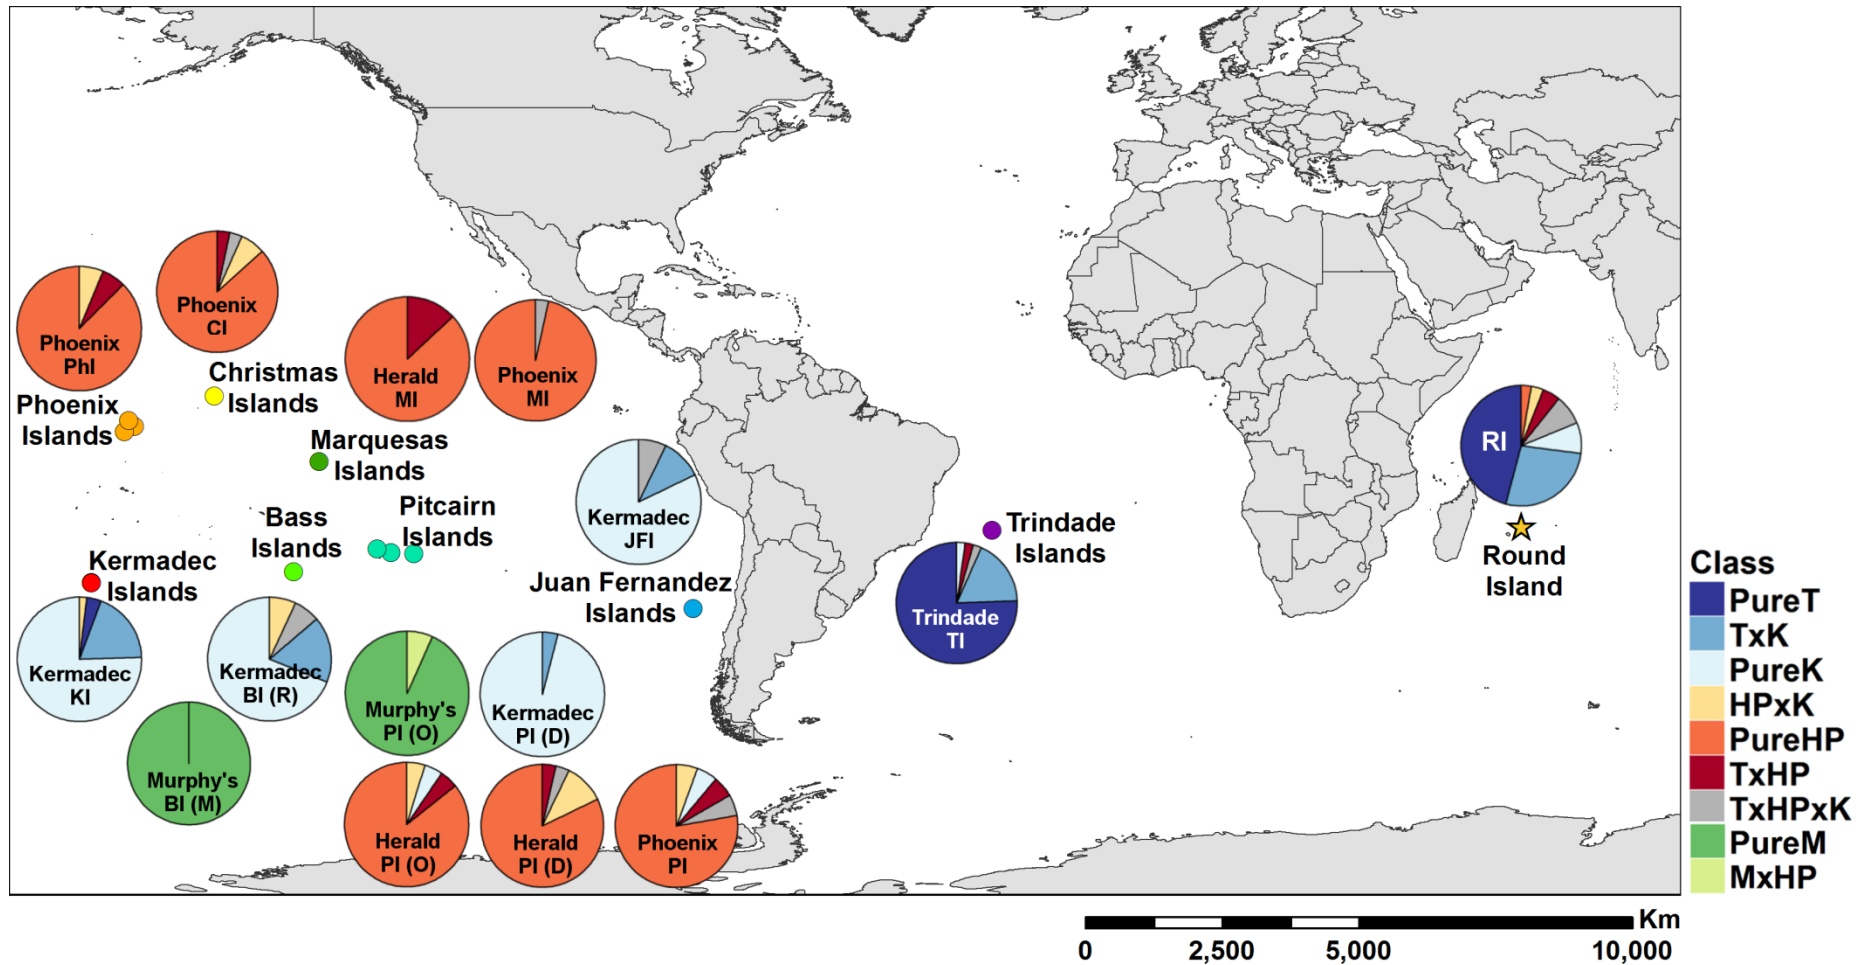 Phoenix
CI
Phoenix
PhI
Herald
MI
Phoenix
MI
Christmas
Islands
Phoenix
Islands
Marquesas
Islands
RI
Kermadec
JFI
Pitcairn
Islands
Bass
Islands
Trindade
Islands
Round
Island
Kermadec
Islands
Juan Fernandez
Islands
Trindade
TI
Kermadec
KI
Kermadec
BI (R)
Murphy's
PI (O)
Kermadec
PI (D)
Murphy's
BI (M)
Herald
PI (O)
Herald
PI (D)
Phoenix
PI
Class
PureT
TxK
PureK
HPxK
PureHP
TxHP
TxHPxK
PureM
MxHP
Km
0 2,500 5,000 10,000